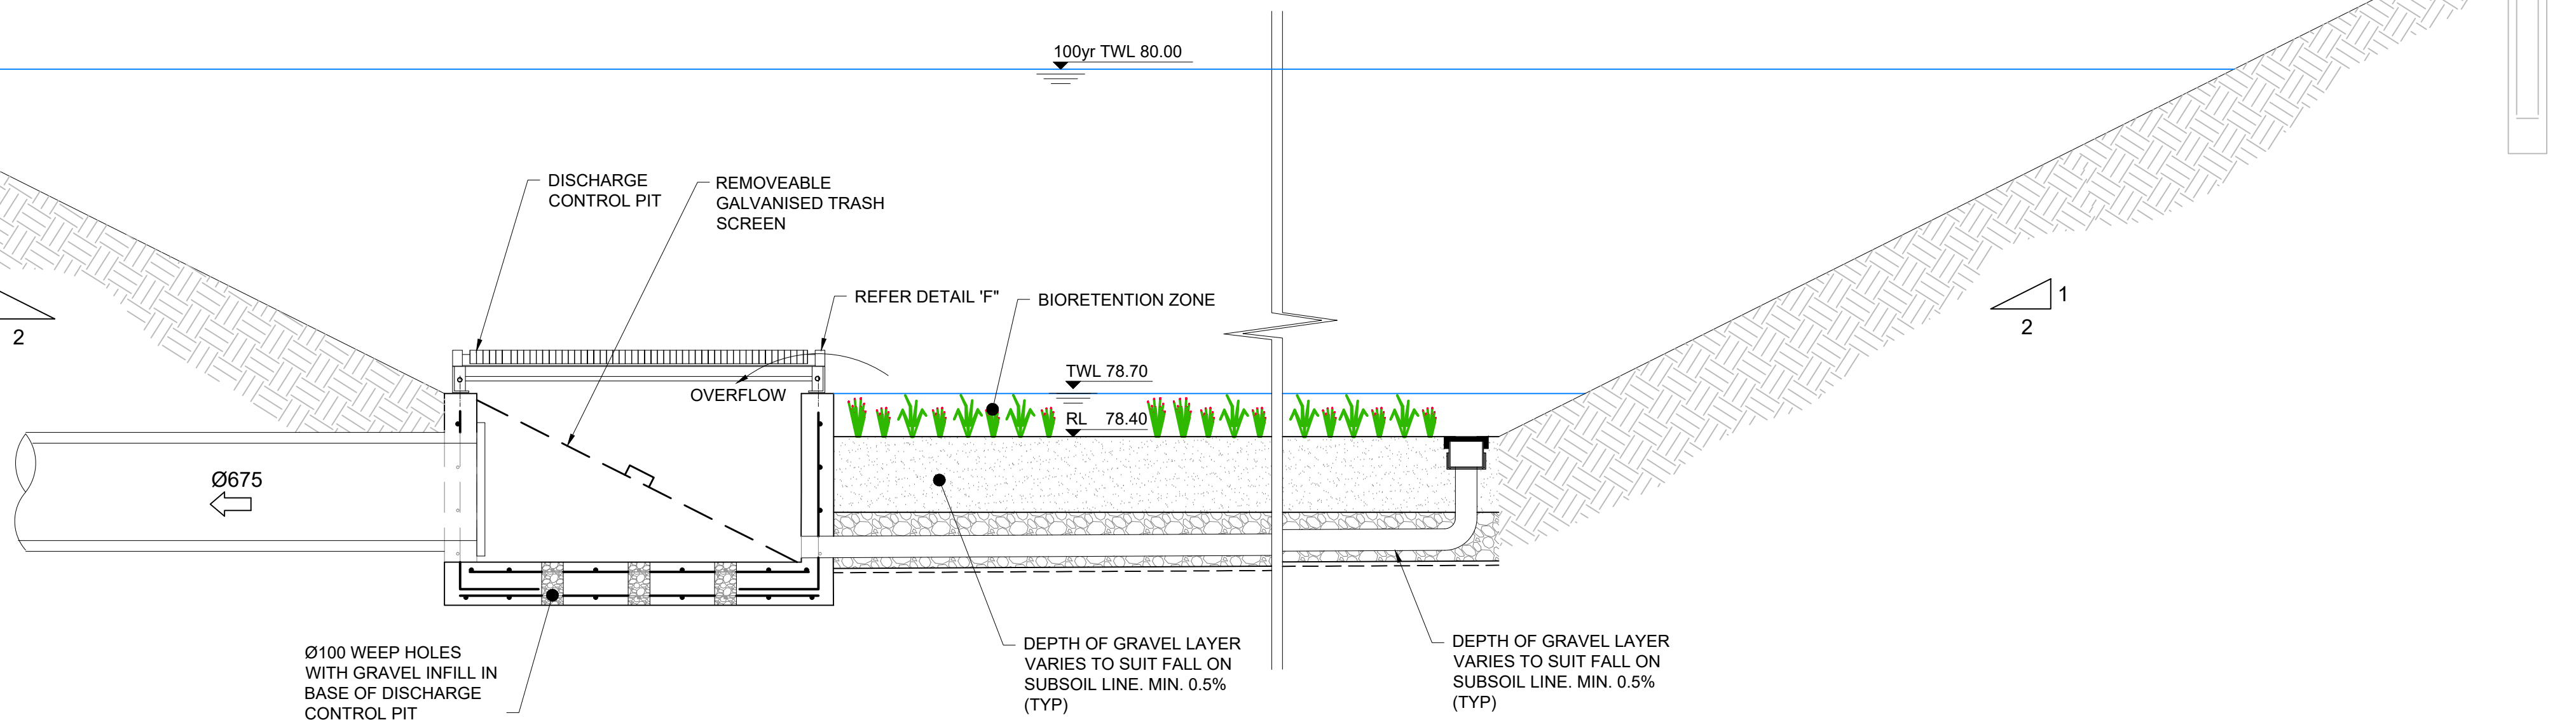 100yr TWL 80.00
DISCHARGE
CONTROL PIT
REMOVEABLE
GALVANISED TRASH
SCREEN
REFER DETAIL 'F"
BIORETENTION ZONE
1
2
2
TWL 78.70
OVERFLOW
RL 78.40
Ø675
Ø100 WEEP HOLES
WITH GRAVEL INFILL IN
BASE OF DISCHARGE
CONTROL PIT
DEPTH OF GRAVEL LAYER
VARIES TO SUIT FALL ON
SUBSOIL LINE. MIN. 0.5%
(TYP)
DEPTH OF GRAVEL LAYER
VARIES TO SUIT FALL ON
SUBSOIL LINE. MIN. 0.5%
(TYP)